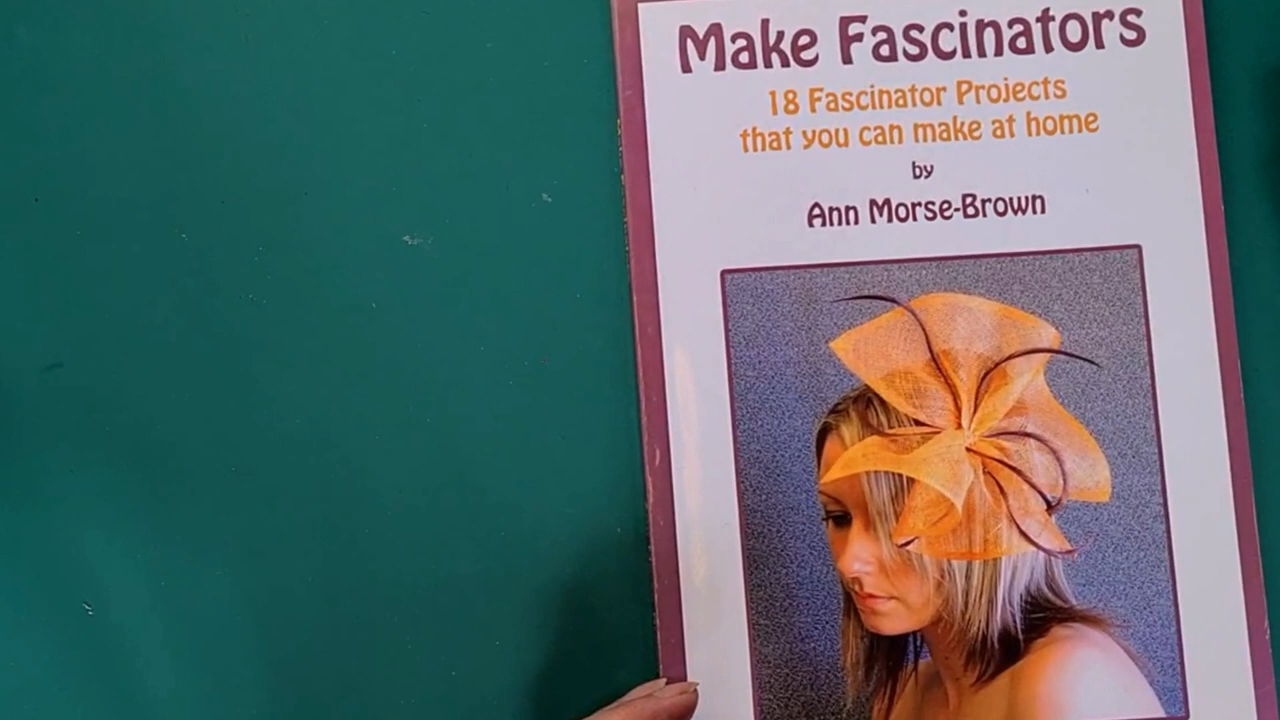 Make Fascinators
18 Fascinator Projects
that you can make at home
by
Ann Morse-Brown